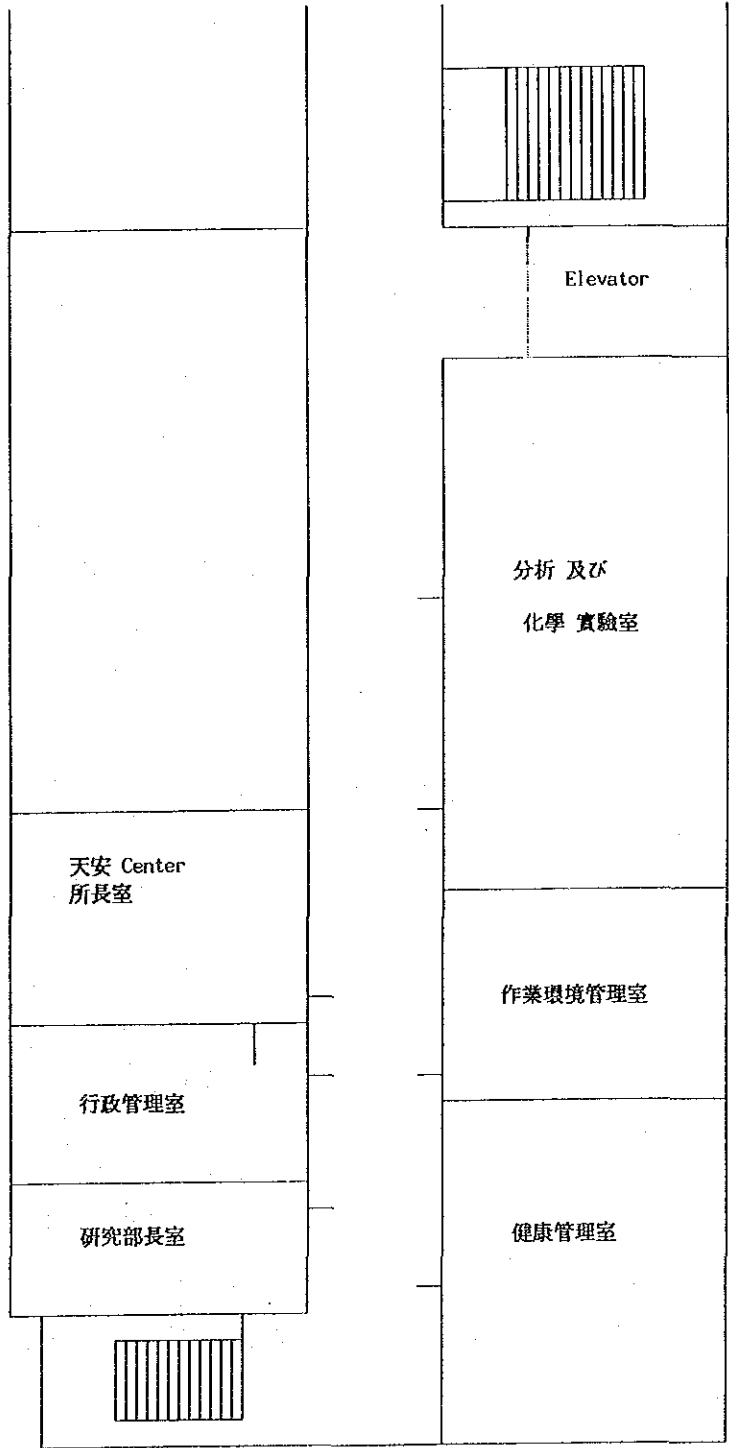 Elevator
分析 及び
化學 實驗室
天安 Center
所長室
作業環境管理室
行政管理室
研究部長室
健康管理室